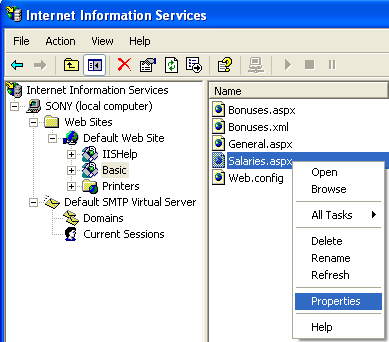 Internet Information Services
File Action View Help
Internet Information Services
SONY (local computer)
Web Sites
Default Web Site
IISHelp
Basic
Printers
Default SMTP Virtual Server
Domains
Current Sessions
Name
Bonuses.aspx
Bonuses.xml
General.aspx
Salaries.aspx
Web.config
Open
Browse
All Tasks
Delete
Rename
Refresh
Properties
Help